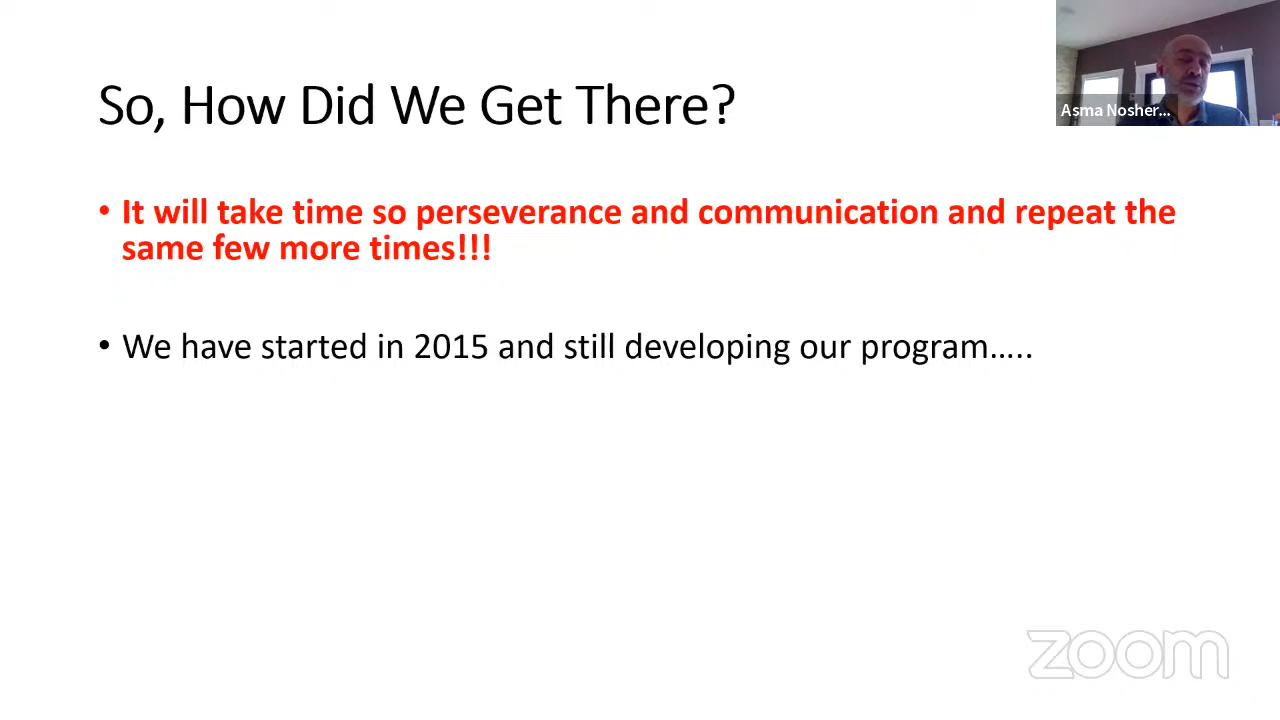 So, How Did We Get There?
Asma Nosher...
• It will take time so perseverance and communication and repeat the
same few more times!!!
• We have started in 2015 and still developing our program…..
zoom